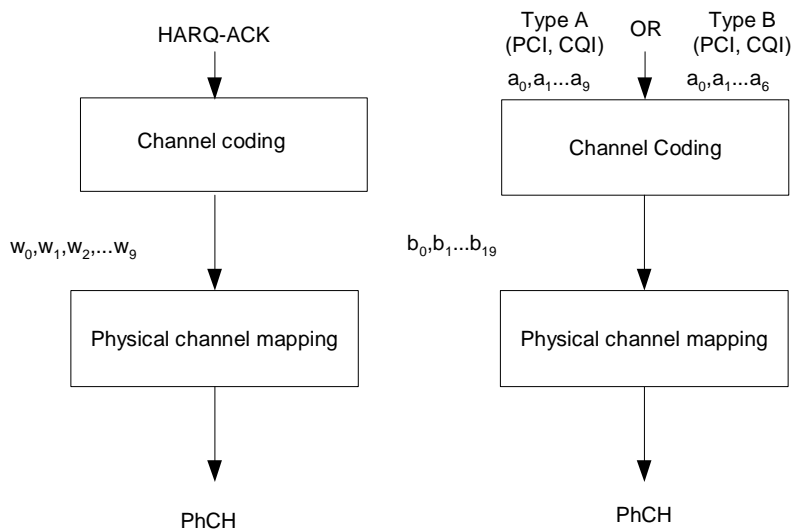 HARQ-ACK
Channel coding
w0,w1,w2,...w9
Physical channel mapping
PhCH
Type A
(PCI, CQI)
a0,a1...a9
OR
Type B
(PCI, CQI)
a0,a1...a6
Channel Coding
b0,b1...b19
Physical channel mapping
PhCH